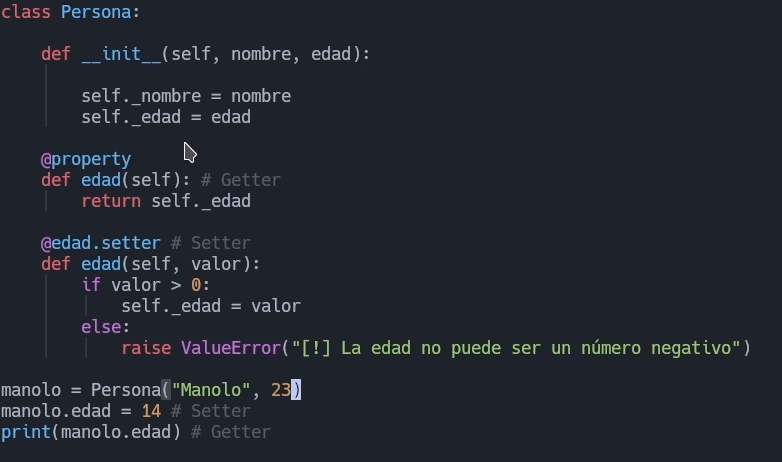 class Persona:
def __init__(self, nombre, edad):
self._nombre = nombre
self._edad = edad
@property
def edad(self): # Getter
return self._edad
@edad.setter # Setter
def edad(self, valor):
if valor > 0:
self._edad = valor
else:
raise ValueError("[!] La edad no puede ser un número negativo")
manolo = Persona("Manolo", 23)
manolo.edad = 14 # Setter
print(manolo.edad) # Getter